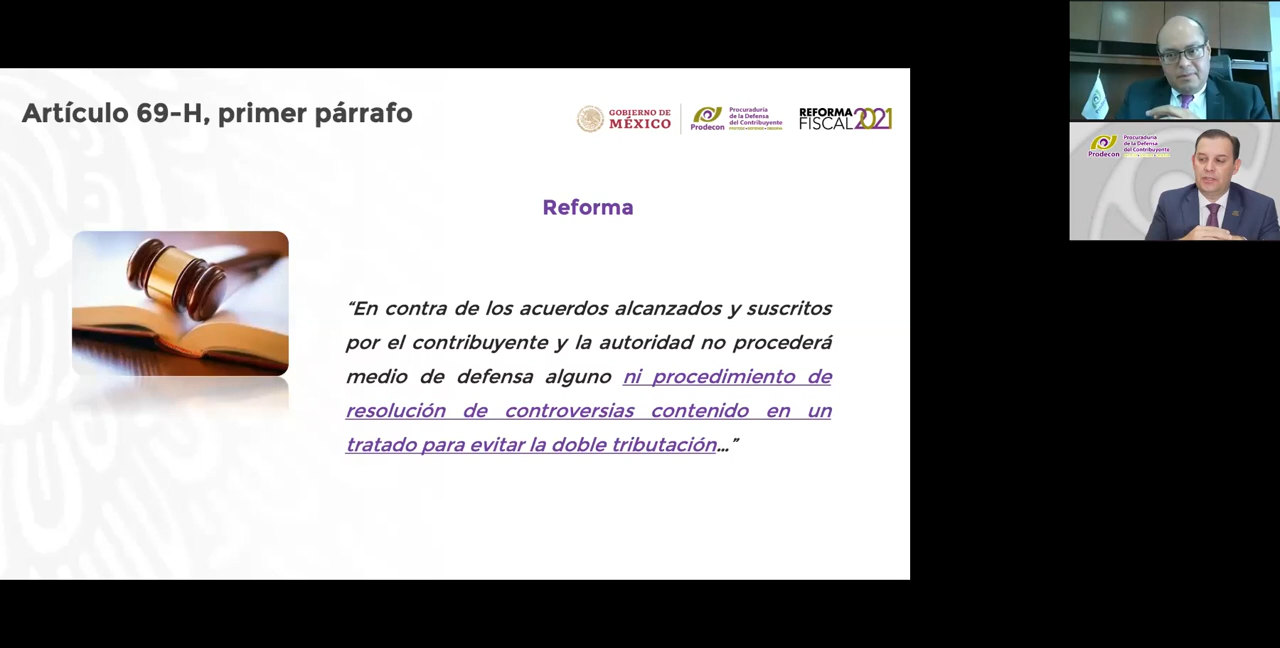 Artículo 69-H, primer párrafo
GOBIERNO DE
MÉXICO
Prodecon
Procuraduría
de la Defensa
del Contribuyente
REFORMA
FISCAL2021
Reforma
“En contra de los acuerdos alcanzados y suscritos
por el contribuyente y la autoridad no procederá
medio de defensa alguno ni procedimiento de
resolución de controversias contenido en un
tratado para evitar la doble tributación…”
Prodecon
Procuraduría
de la Defensa
del Contribuyente